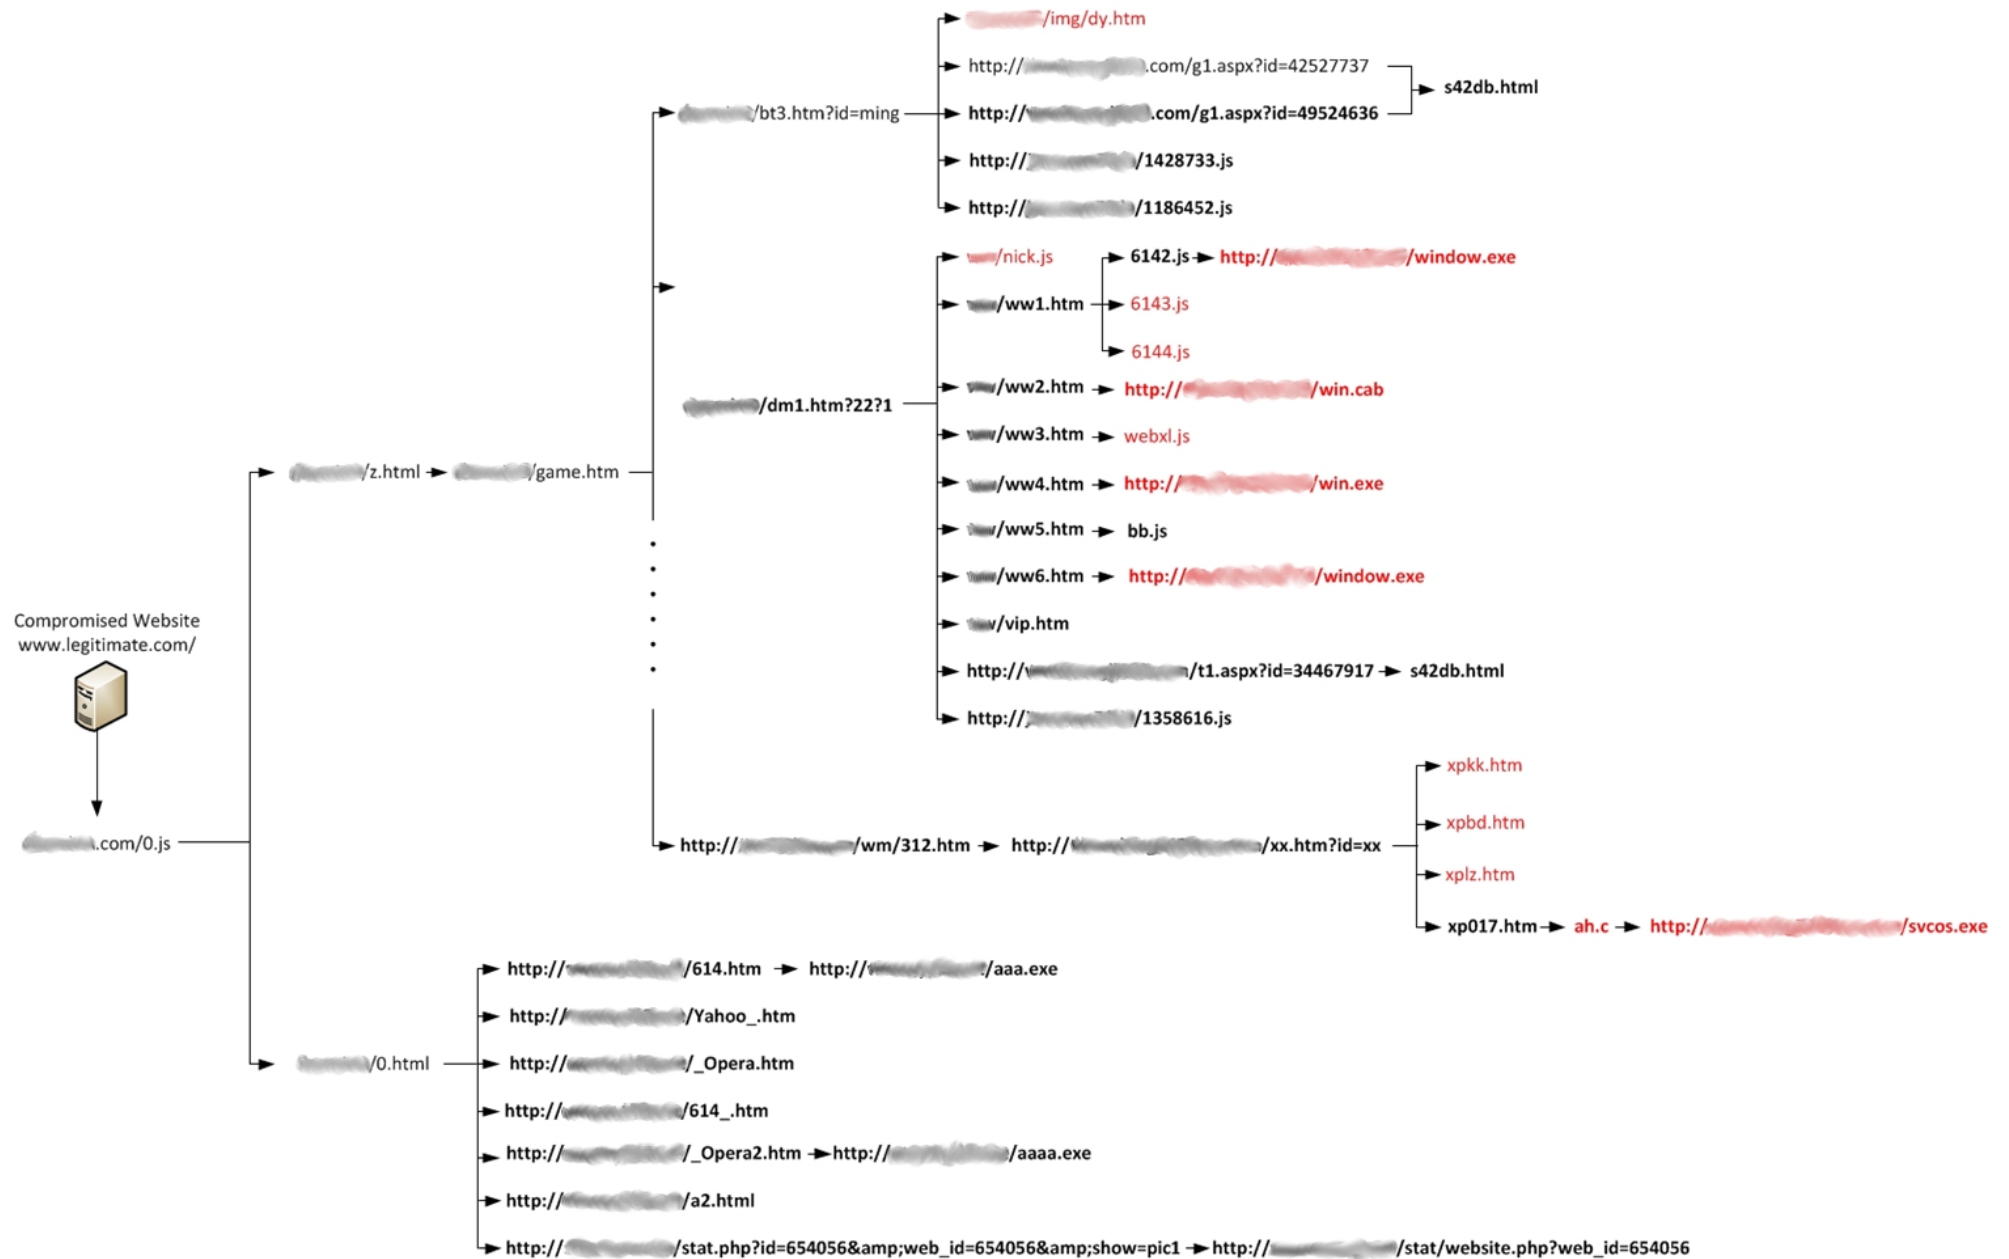 /img/dy.htm
http:// .com/g1.aspx?id=42527737
s42db.html
/bt3.htm?id=ming
http:// .com/g1.aspx?id=49524636
http:// /1428733.js
http:// /1186452.js
/nick.js
6142.js
http:// /window.exe
/ww1.htm
6143.js
6144.js
/ww2.htm
http:// /win.cab
/dm1.htm?22?1
/ww3.htm
webxl.js
/z.html
/game.htm
/ww4.htm
http:// /win.exe
/ww5.htm
bb.js
/ww6.htm
http:// /window.exe
/vip.htm
http:// /t1.aspx?id=34467917
s42db.html
http:// /1358616.js
Compromised Website
www.legitimate.com/
.com/0.js
http:// /wm/312.htm
http:// /xx.htm?id=xx
xpkk.htm
xpbd.htm
xplz.htm
xp017.htm
ah.c
http:// /svcos.exe
/0.html
http:// /614.htm
http:// /aaa.exe
http:// /Yahoo_.htm
http:// /_Opera.htm
http:// /614_.htm
http:// /_Opera2.htm
http:// /aaaa.exe
http:// /a2.html
http:// /stat.php?id=654056&amp;web_id=654056&amp;show=pic1
http:// /stat/website.php?web_id=654056